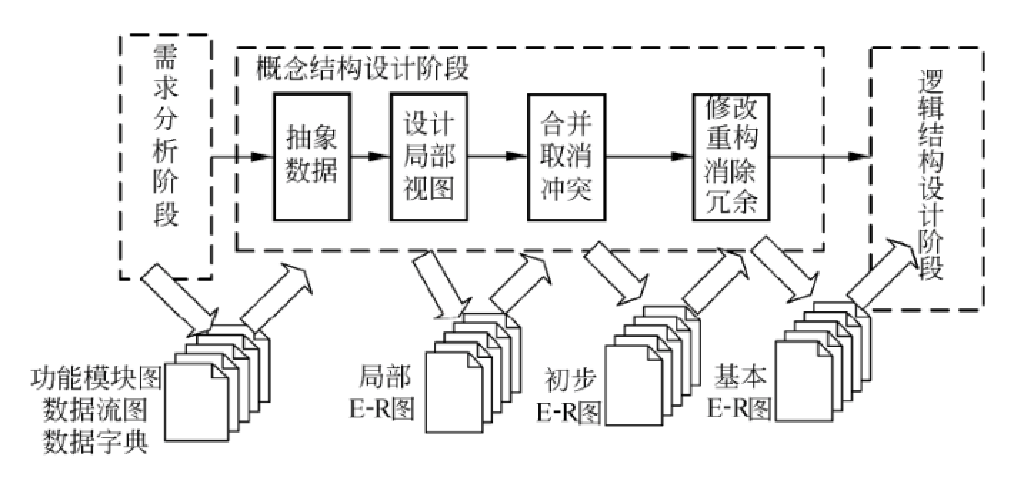 需求分析阶段
概念结构设计阶段
抽象
数据
设计
局部
视图
合并
取消
冲突
修改
重构
消除
冗余
逻辑结构设计阶段
功能模块图
数据流图
数据字典
局部
E-R图
初步
E-R图
基本
E-R图